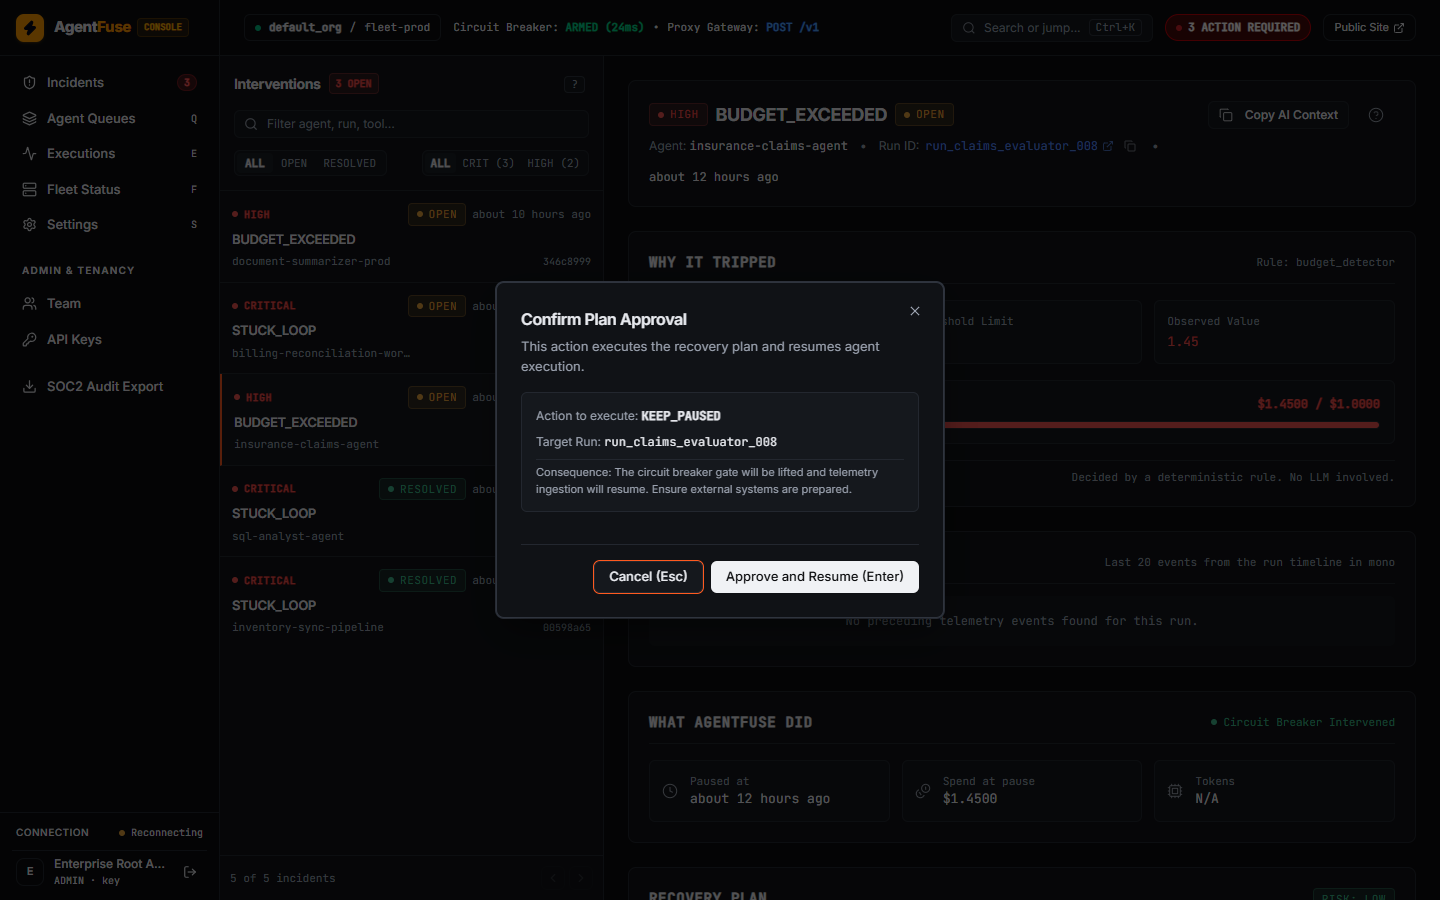 AgentFuse CONSOLE
default_org / fleet-prod
Circuit Breaker: ARMED (24ms) • Proxy Gateway: POST /v1
Search or jump... Ctrl+K
3 ACTION REQUIRED
Public Site
Incidents 3
Agent Queues Q
Executions E
Fleet Status F
Settings S
ADMIN & TENANCY
Team
API Keys
SOC2 Audit Export
CONNECTION Reconnecting
E
Enterprise Root A...
ADMIN · key
Interventions 3 OPEN ?
Filter agent, run, tool...
ALL OPEN RESOLVED ALL CRIT (3) HIGH (2)
HIGH OPEN about 10 hours ago
BUDGET_EXCEEDED
document-summarizer-prod 346c8999
CRITICAL OPEN abou
STUCK_LOOP
billing-reconciliation-wor…
HIGH OPEN abou
BUDGET_EXCEEDED
insurance-claims-agent
CRITICAL RESOLVED abou
STUCK_LOOP
sql-analyst-agent
CRITICAL RESOLVED abou
STUCK_LOOP
inventory-sync-pipeline 00598a65
5 of 5 incidents
HIGH BUDGET_EXCEEDED OPEN
Copy AI Context
Agent: insurance-claims-agent • Run ID: run_claims_evaluator_008 •
about 12 hours ago
WHY IT TRIPPED Rule: budget_detector
shold Limit
Observed Value
1.45
$1.4500 / $1.0000
Decided by a deterministic rule. No LLM involved.
Last 20 events from the run timeline in mono
No preceding telemetry events found for this run.
WHAT AGENTFUSE DID Circuit Breaker Intervened
Paused at
about 12 hours ago
Spend at pause
$1.4500
Tokens
N/A
RECOVERY PLAN RISK: LOW
Confirm Plan Approval
This action executes the recovery plan and resumes agent
execution.
Action to execute: KEEP_PAUSED
Target Run: run_claims_evaluator_008
Consequence: The circuit breaker gate will be lifted and telemetry
ingestion will resume. Ensure external systems are prepared.
Cancel (Esc) Approve and Resume (Enter)